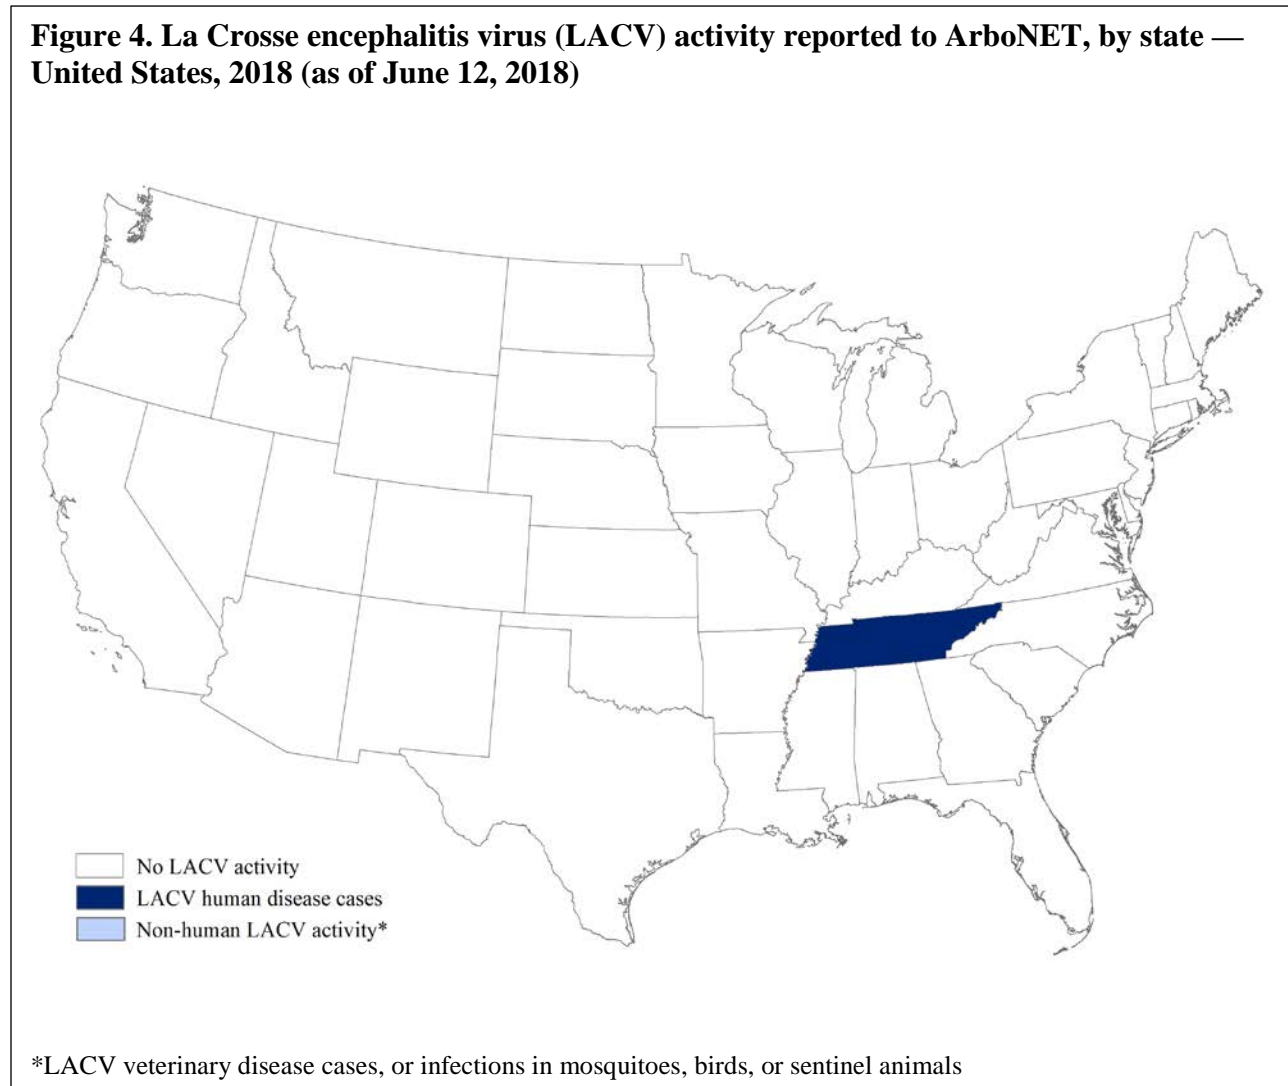 Figure 4. La Crosse encephalitis virus (LACV) activity reported to ArboNET, by state —
United States, 2018 (as of June 12, 2018)
No LACV activity
LACV human disease cases
Non-human LACV activity*
*LACV veterinary disease cases, or infections in mosquitoes, birds, or sentinel animals